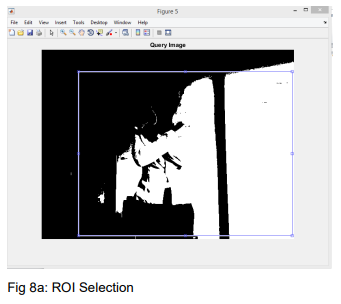 Figure 5
File Edit View Insert Tools Desktop Window Help
Query Image
Fig 8a: ROI Selection